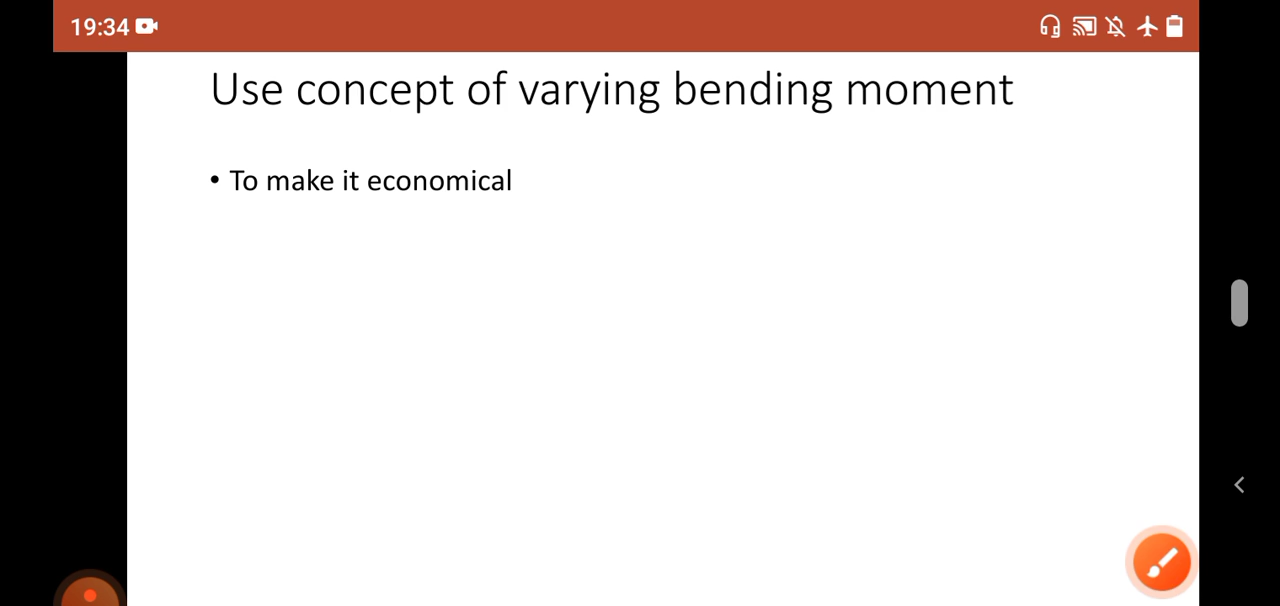 19:34
Use concept of varying bending moment
• To make it economical